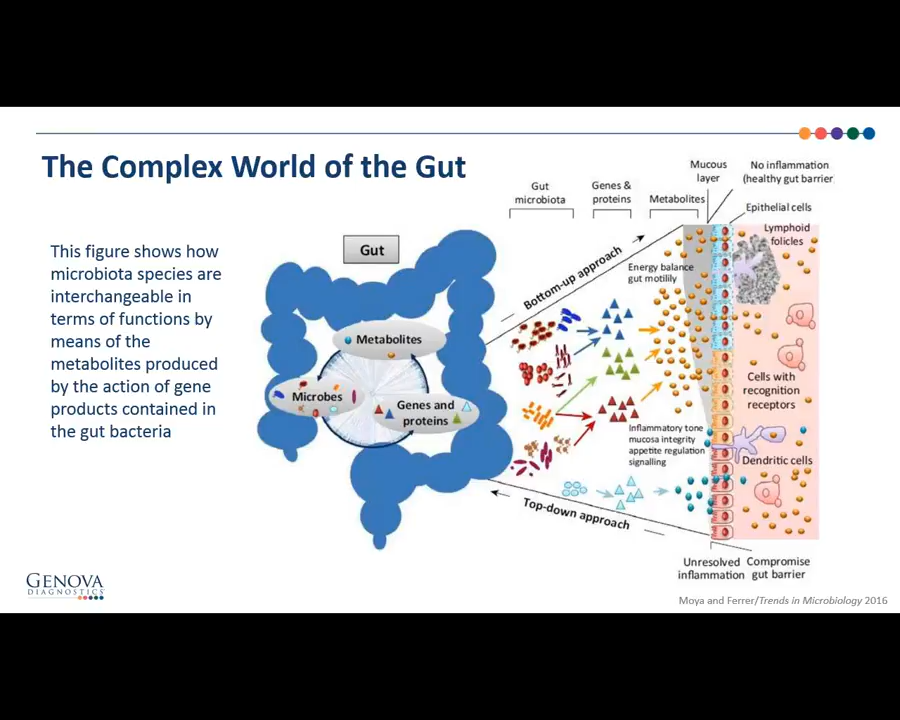 The Complex World of the Gut
This figure shows how
microbiota species are
interchangeable in
terms of functions by
means of the
metabolites produced
by the action of gene
products contained in
the gut bacteria
Gut
Metabolites
Microbes
Genes and
proteins
Gut
microbiota
Genes &
proteins
Metabolites
Mucous
layer
No inflammation
(healthy gut barrier)
Epithelial cells
Lymphoid
follicles
Bottom-up approach
Energy balance
gut motilily
Cells with
recognition
receptors
Inflammatory tone
mucosa integrity
appetite regulation
signalling
Dendritic cells
Top-down approach
Unresolved
inflammation
Compromise
gut barrier
GENOVA
DIAGNOSTICS
Moya and Ferrer/Trends in Microbiology 2016